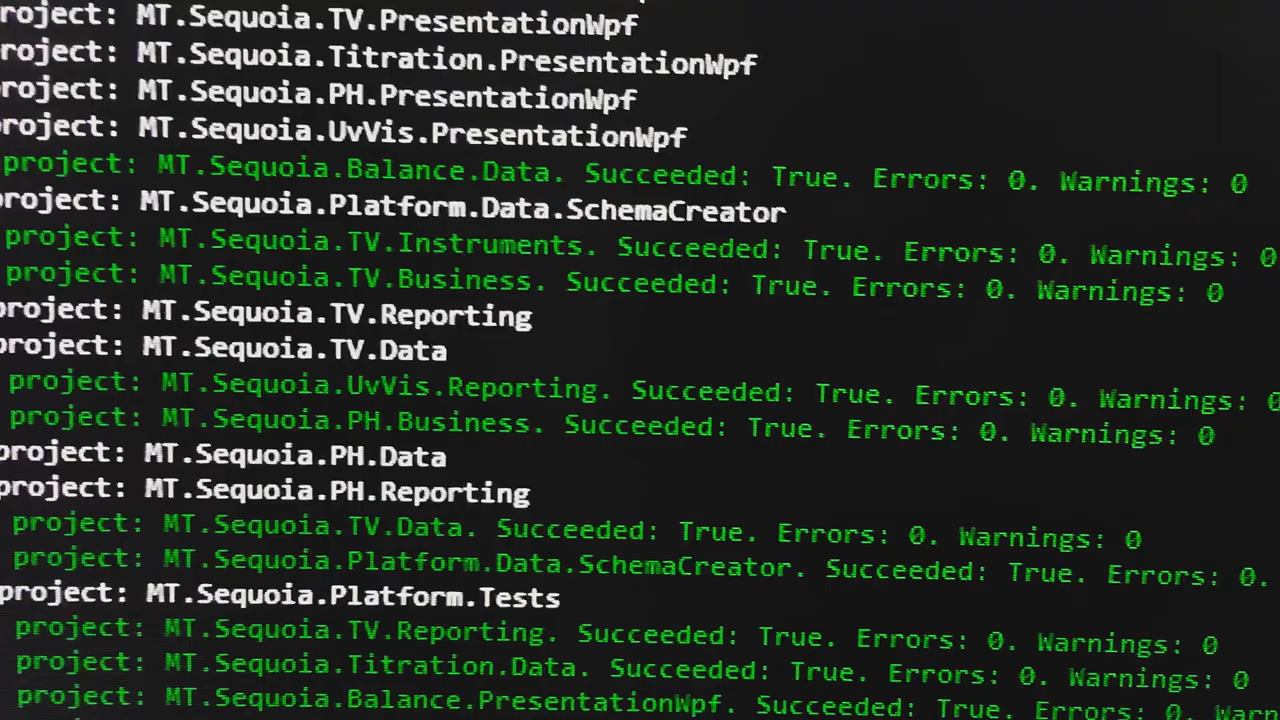 roject: MT.Sequoia.TV.PresentationWpf
roject: MT.Sequoia.Titration.PresentationWpf
roject: MT.Sequoia.PH.PresentationWpf
roject: MT.Sequoia.UvVis.PresentationWpf
project: MT.Sequoia.Balance.Data. Succeeded: True. Errors: 0. Warnings: 0
roject: MT.Sequoia.Platform.Data.SchemaCreator
project: MT.Sequoia.TV.Instruments. Succeeded: True. Errors: 0. Warnings: 0
project: MT.Sequoia.TV.Business. Succeeded: True. Errors: 0. Warnings: 0
project: MT.Sequoia.TV.Reporting
project: MT.Sequoia.TV.Data
project: MT.Sequoia.UvVis.Reporting. Succeeded: True. Errors: 0. Warnings: 0
project: MT.Sequoia.PH.Business. Succeeded: True. Errors: 0. Warnings: 0
project: MT.Sequoia.PH.Data
project: MT.Sequoia.PH.Reporting
project: MT.Sequoia.TV.Data. Succeeded: True. Errors: 0. Warnings: 0
project: MT.Sequoia.Platform.Data.SchemaCreator. Succeeded: True. Errors: 0.
project: MT.Sequoia.Platform.Tests
project: MT.Sequoia.TV.Reporting. Succeeded: True. Errors: 0. Warnings: 0
project: MT.Sequoia.Titration.Data. Succeeded: True. Errors: 0. Warnings: 0
project: MT.Sequoia.Balance.PresentationWpf. Succeeded: True. Errors: 0. Warn